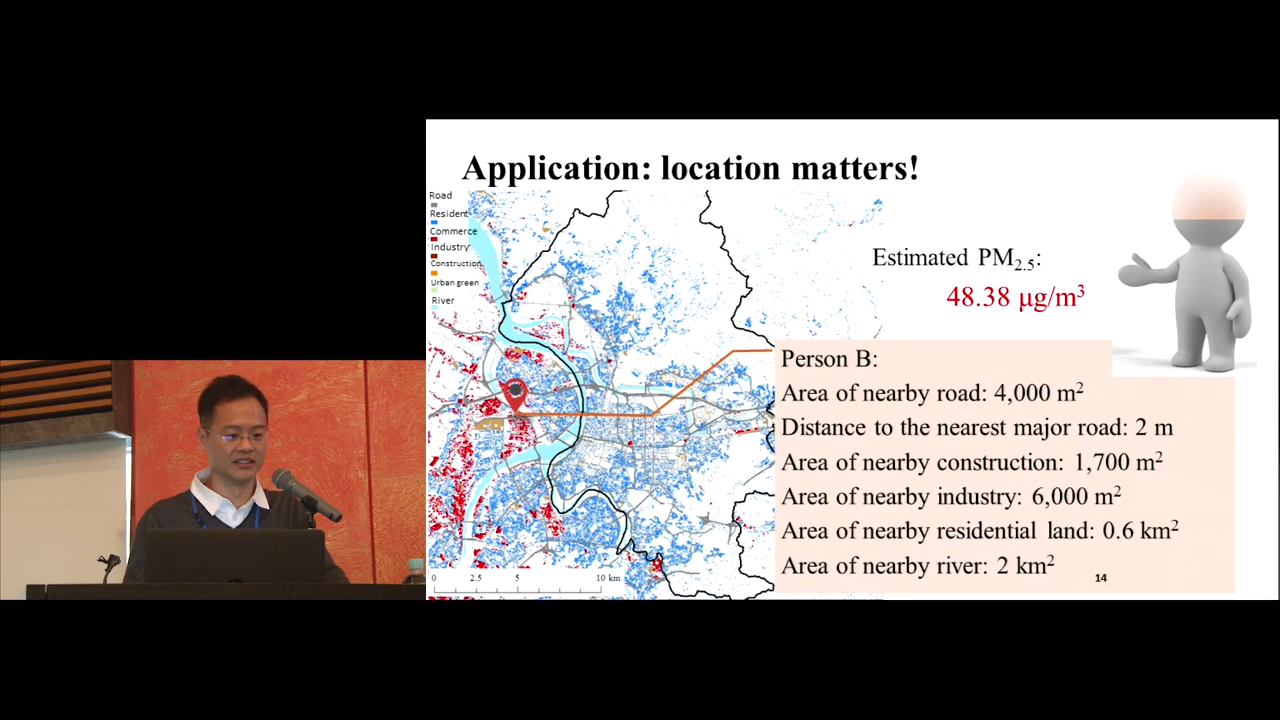 Application: location matters!
Road
Resident
Commerce
Industry
Construction
Urban green
River
Estimated PM2.5:
48.38 μg/m³
Person B:
Area of nearby road: 4,000 m²
Distance to the nearest major road: 2 m
Area of nearby construction: 1,700 m²
Area of nearby industry: 6,000 m²
Area of nearby residential land: 0.6 km²
Area of nearby river: 2 km²
0 2.5 5 10 km
14